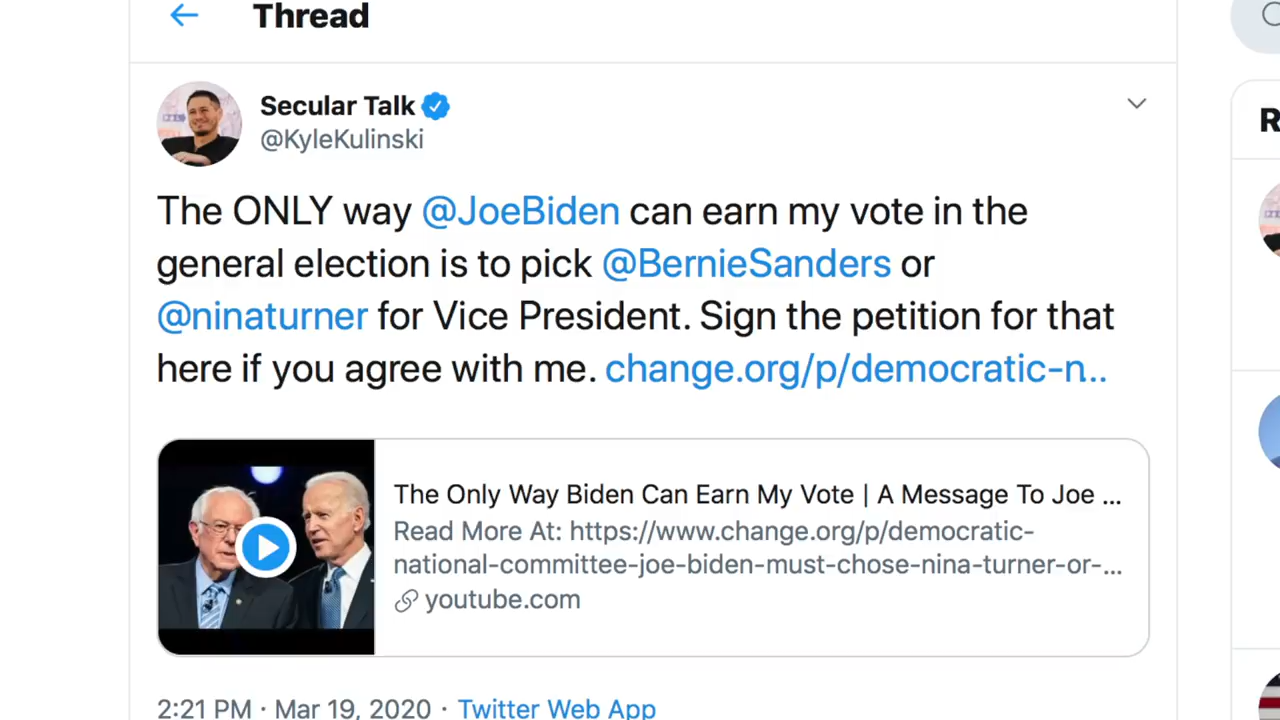 Thread
Secular Talk
@KyleKulinski
The ONLY way @JoeBiden can earn my vote in the
general election is to pick @BernieSanders or
@ninaturner for Vice President. Sign the petition for that
here if you agree with me. change.org/p/democratic-n..
The Only Way Biden Can Earn My Vote | A Message To Joe ...
Read More At: https://www.change.org/p/democratic-
national-committee-joe-biden-must-chose-nina-turner-or-...
youtube.com
2:21 PM · Mar 19, 2020 · Twitter Web App
R